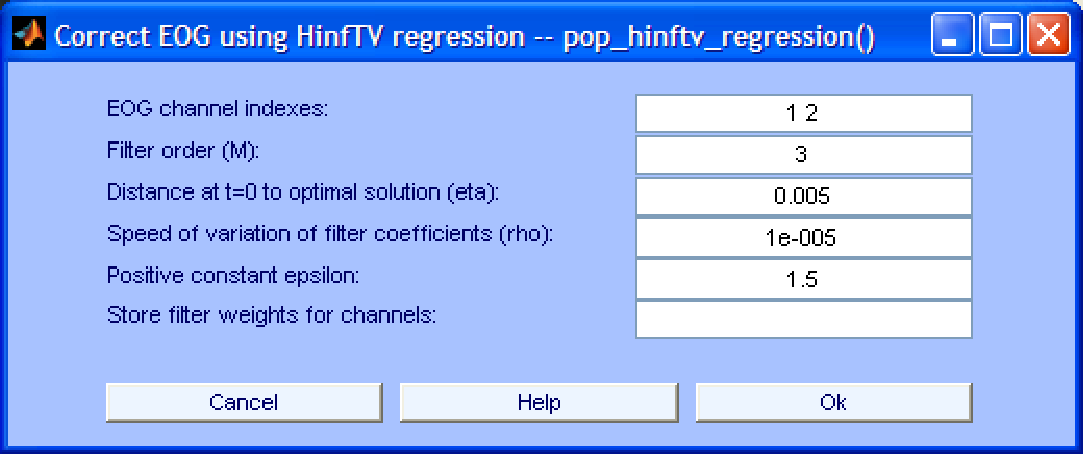 Correct EOG using HinfTV regression -- pop_hinftv_regression()
EOG channel indexes: 1 2
Filter order (M): 3
Distance at t=0 to optimal solution (eta): 0.005
Speed of variation of filter coefficients (rho): 1e-005
Positive constant epsilon: 1.5
Store filter weights for channels:
Cancel Help Ok